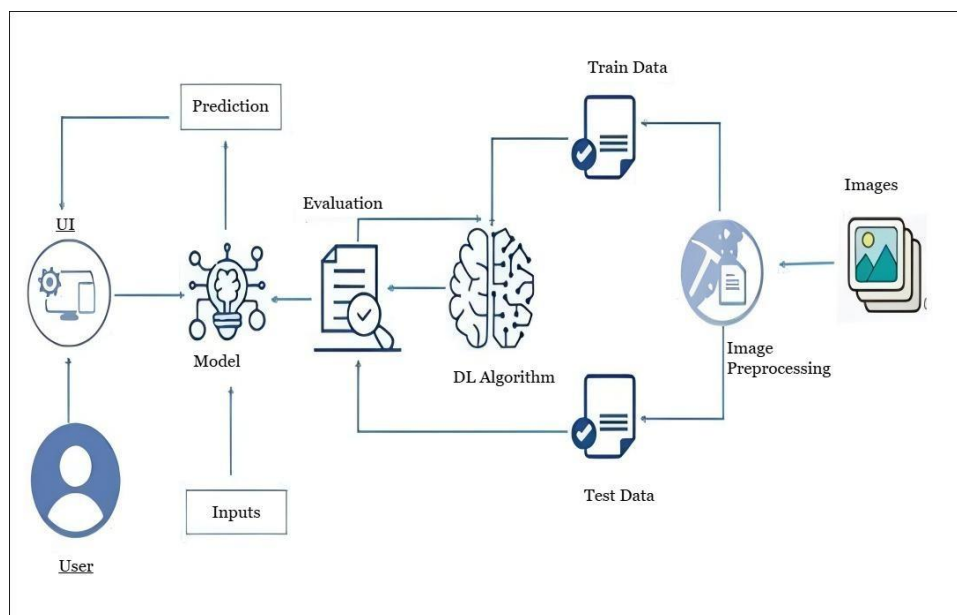 Train Data
Prediction
Images
Evaluation
UI
Model
Image
Preprocessing
DL Algorithm
Test Data
Inputs
User